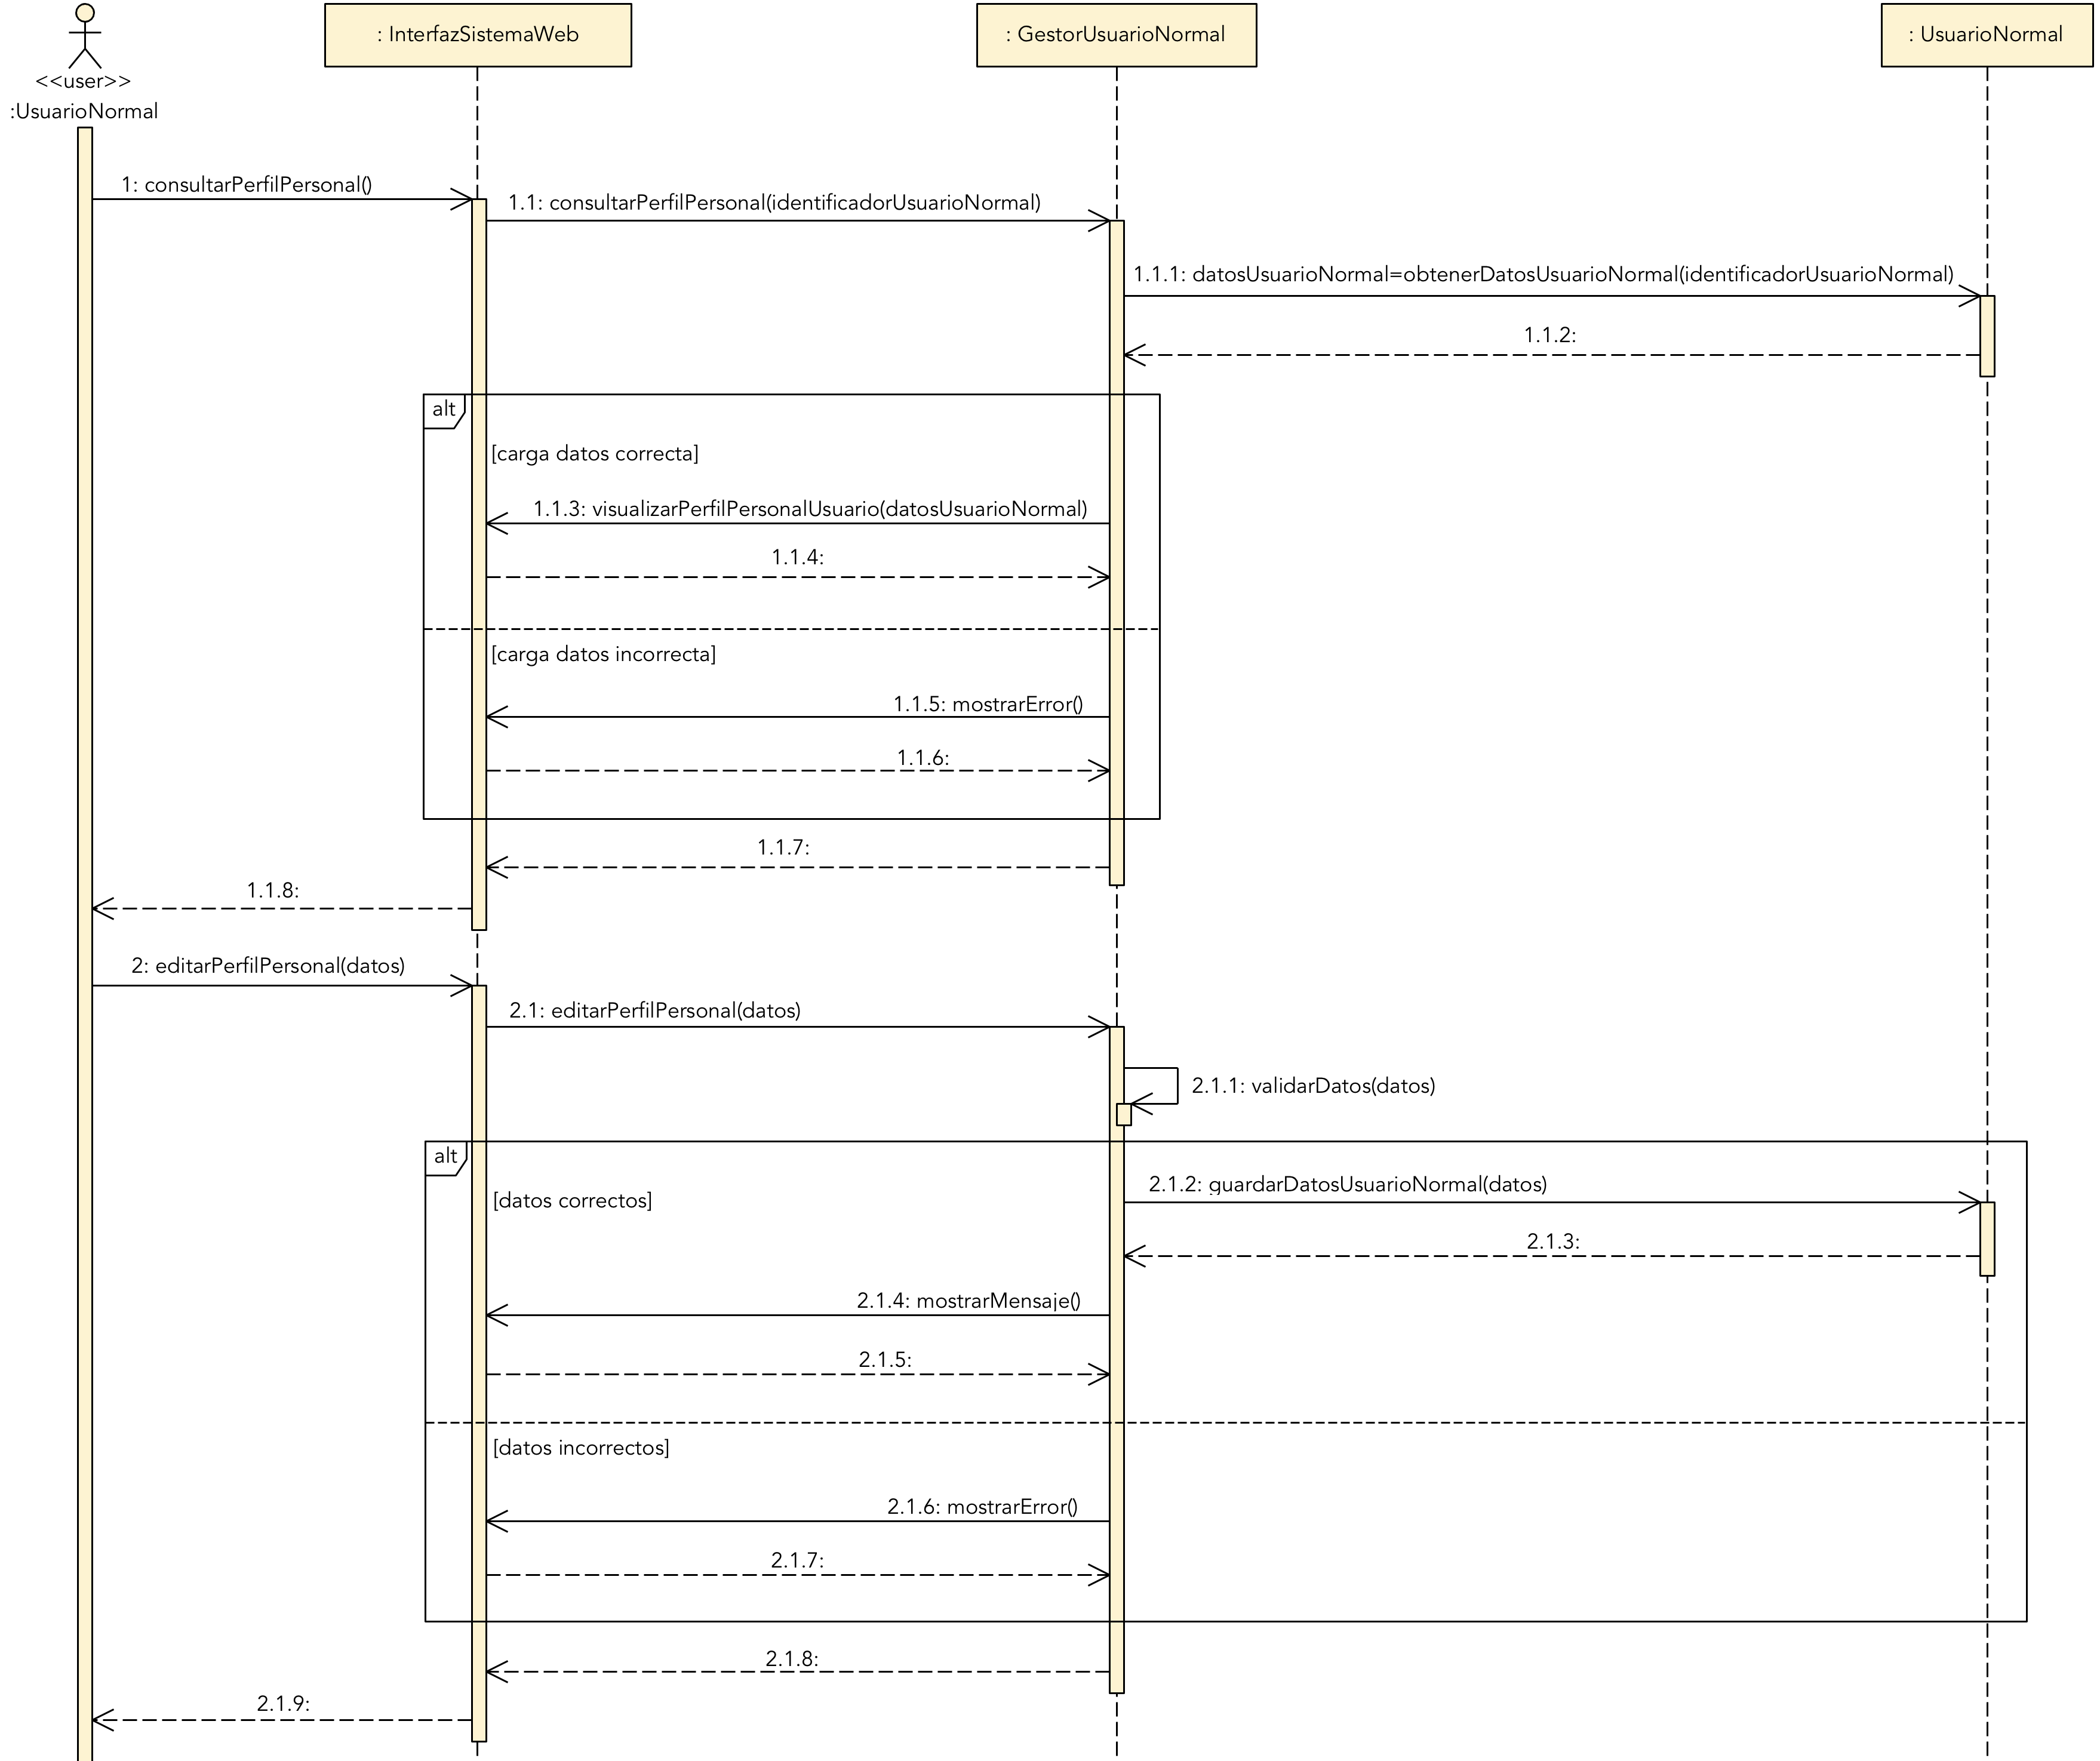 : InterfazSistemaWeb
: GestorUsuarioNormal
: UsuarioNormal
<<user>>
:UsuarioNormal
1: consultarPerfilPersonal()
1.1: consultarPerfilPersonal(identificadorUsuarioNormal)
1.1.1: datosUsuarioNormal=obtenerDatosUsuarioNormal(identificadorUsuarioNormal)
1.1.2:
alt
[carga datos correcta]
1.1.3: visualizarPerfilPersonalUsuario(datosUsuarioNormal)
1.1.4:
[carga datos incorrecta]
1.1.5: mostrarError()
1.1.6:
1.1.7:
1.1.8:
2: editarPerfilPersonal(datos)
2.1: editarPerfilPersonal(datos)
2.1.1: validarDatos(datos)
alt
[datos correctos]
2.1.2: guardarDatosUsuarioNormal(datos)
2.1.3:
2.1.4: mostrarMensaje()
2.1.5:
[datos incorrectos]
2.1.6: mostrarError()
2.1.7:
2.1.8:
2.1.9: